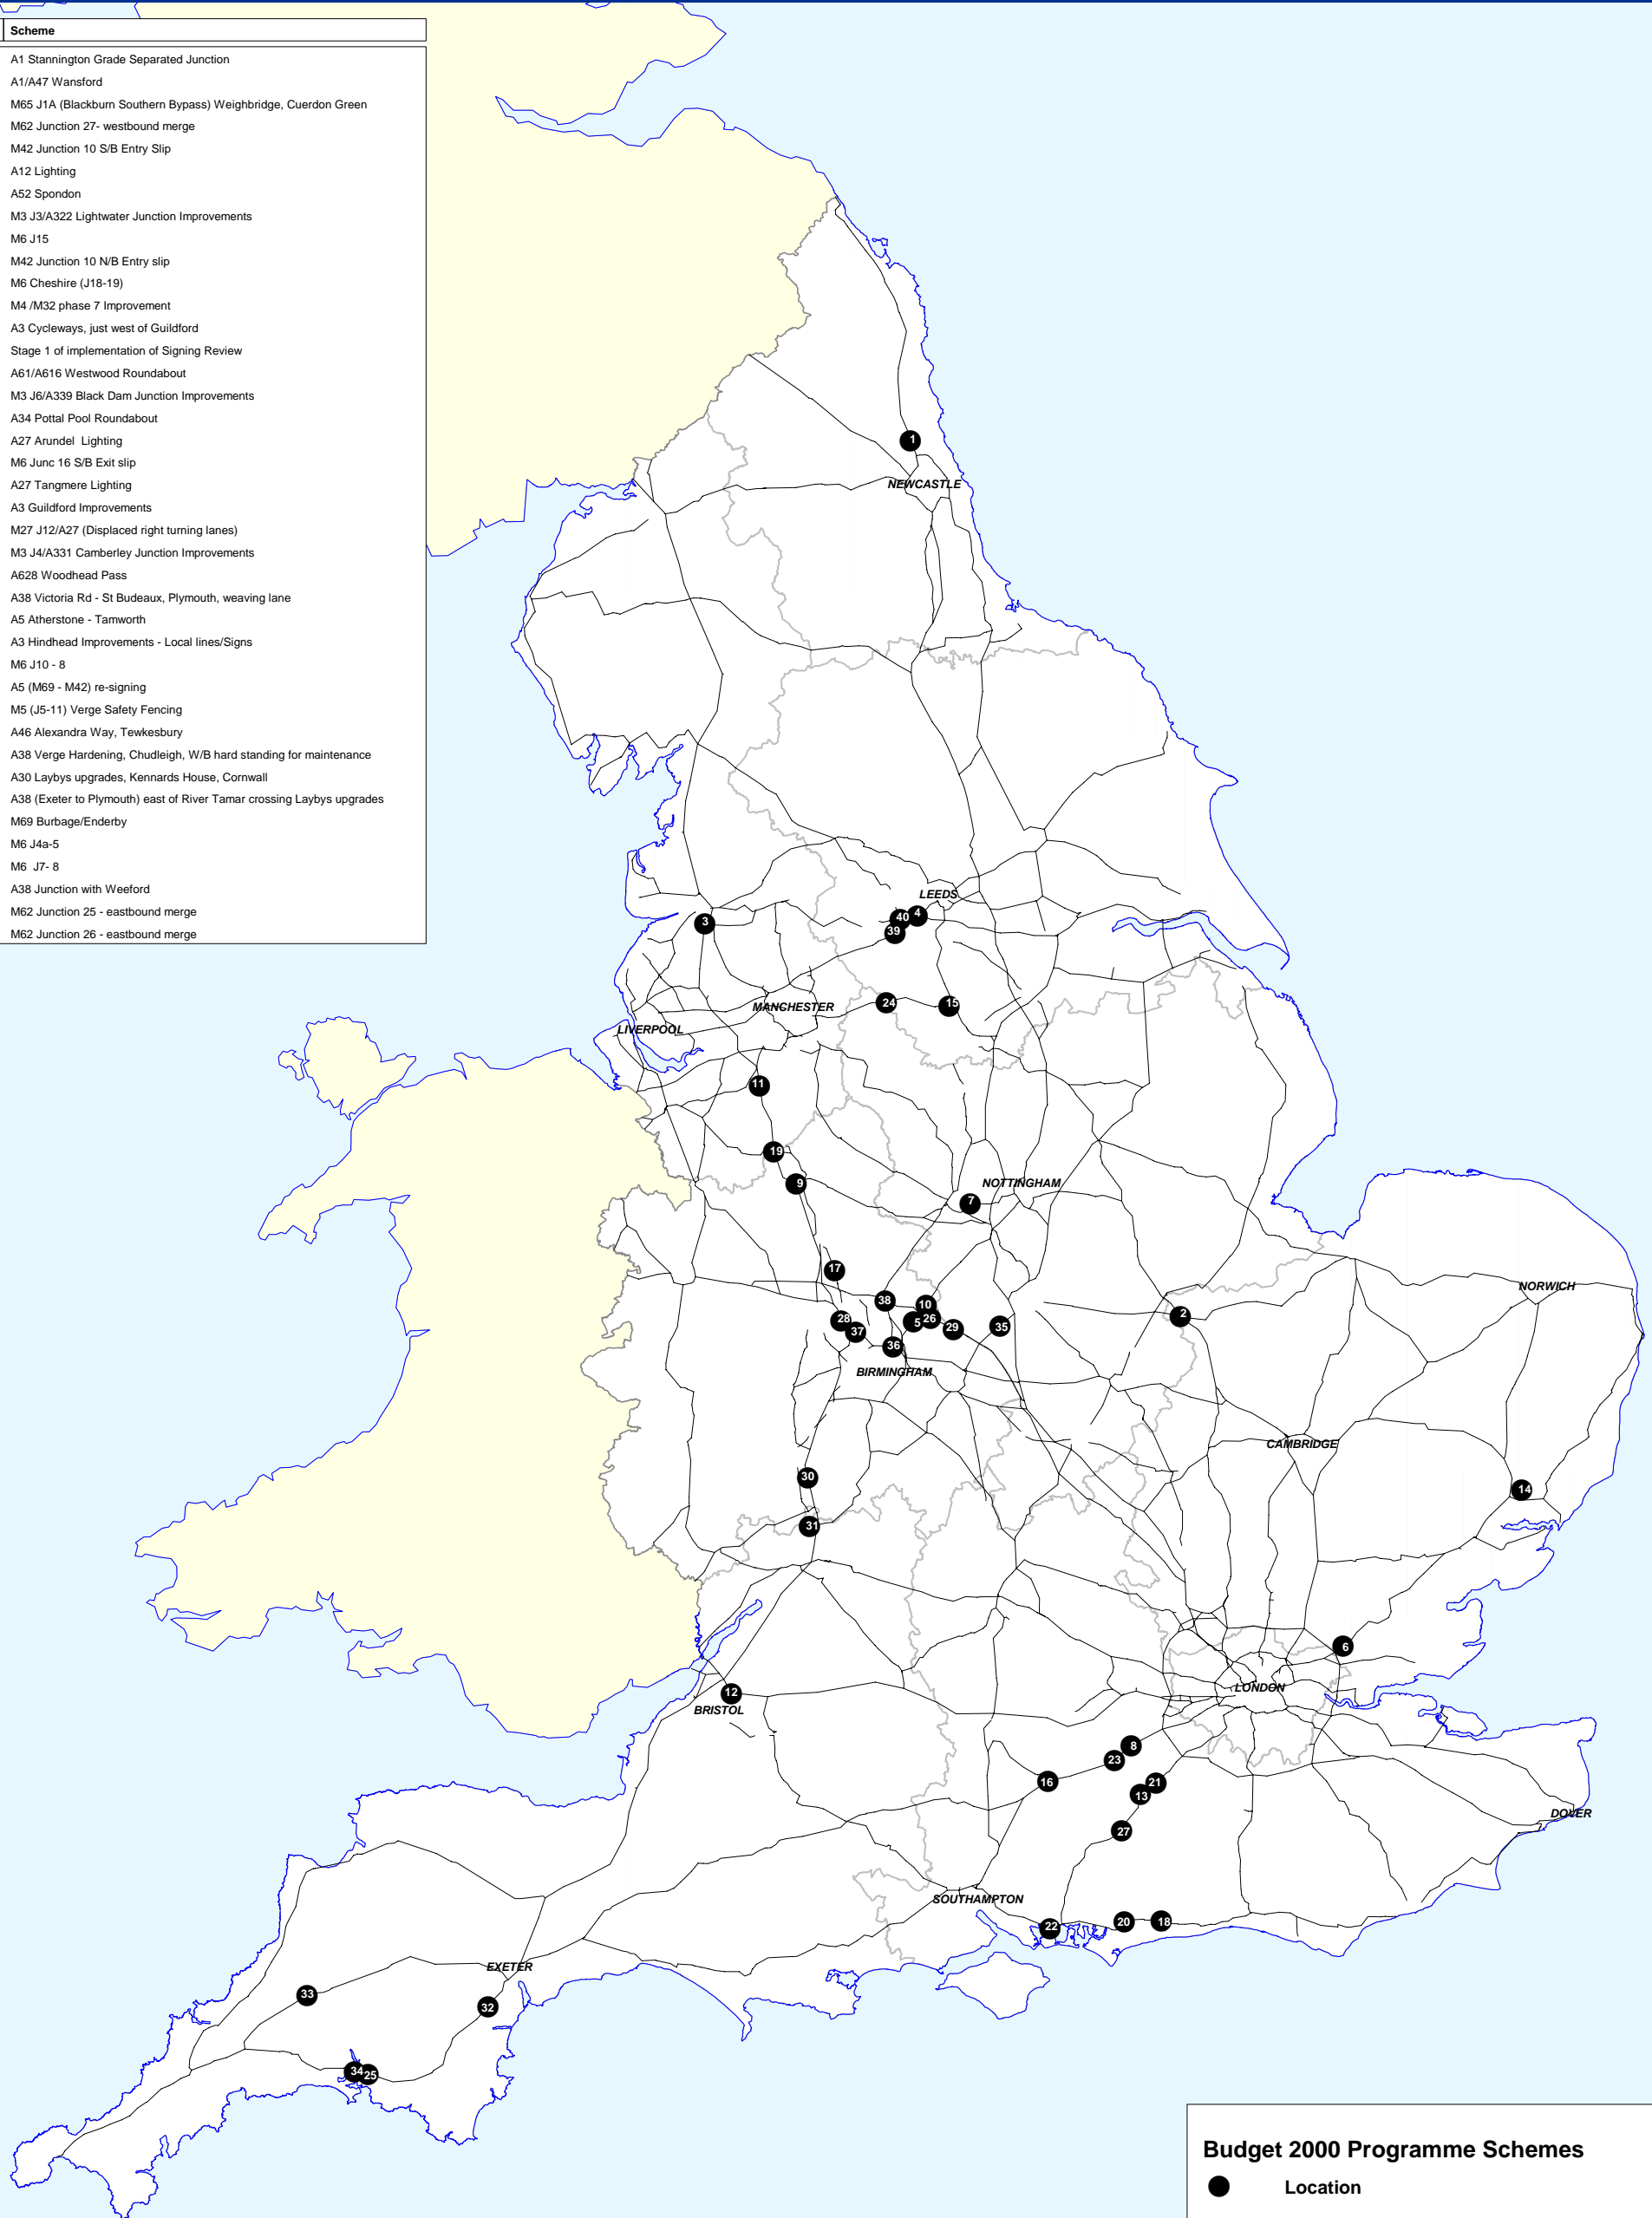 Scheme
A1 Stannington Grade Separated Junction
A1/A47 Wansford
M65 J1A (Blackburn Southern Bypass) Weighbridge, Cuerdon Green
M62 Junction 27- westbound merge
M42 Junction 10 S/B Entry Slip
A12 Lighting
A52 Spondon
M3 J3/A322 Lightwater Junction Improvements
M6 J15
M42 Junction 10 N/B Entry slip
M6 Cheshire (J18-19)
M4 /M32 phase 7 Improvement
A3 Cycleways, just west of Guildford
Stage 1 of implementation of Signing Review
A61/A616 Westwood Roundabout
M3 J6/A339 Black Dam Junction Improvements
A34 Pottal Pool Roundabout
A27 Arundel  Lighting
M6 Junc 16 S/B Exit slip
A27 Tangmere Lighting
A3 Guildford Improvements
M27 J12/A27 (Displaced right turning lanes)
M3 J4/A331 Camberley Junction Improvements
A628 Woodhead Pass
A38 Victoria Rd - St Budeaux, Plymouth, weaving lane
A5 Atherstone - Tamworth
A3 Hindhead Improvements - Local lines/Signs
M6 J10 - 8
A5 (M69 - M42) re-signing
M5 (J5-11) Verge Safety Fencing
A46 Alexandra Way, Tewkesbury
A38 Verge Hardening, Chudleigh, W/B hard standing for maintenance
A30 Laybys upgrades, Kennards House, Cornwall
A38 (Exeter to Plymouth) east of River Tamar crossing Laybys upgrades
M69 Burbage/Enderby
M6 J4a-5
M6  J7- 8
A38 Junction with Weeford
M62 Junction 25 - eastbound merge
M62 Junction 26 - eastbound merge
1
NEWCASTLE
LEEDS
40
4
3
39
24
15
MANCHESTER
LIVERPOOL
11
19
9
NOTTINGHAM
7
17
NORWICH
38
10
2
28
5
26
37
29
35
36
BIRMINGHAM
CAMBRIDGE
30
14
31
6
LONDON
12
BRISTOL
8
23
16
21
13
DOVER
27
SOUTHAMPTON
22
20
18
EXETER
33
32
34
25
Budget 2000 Programme Schemes
Location